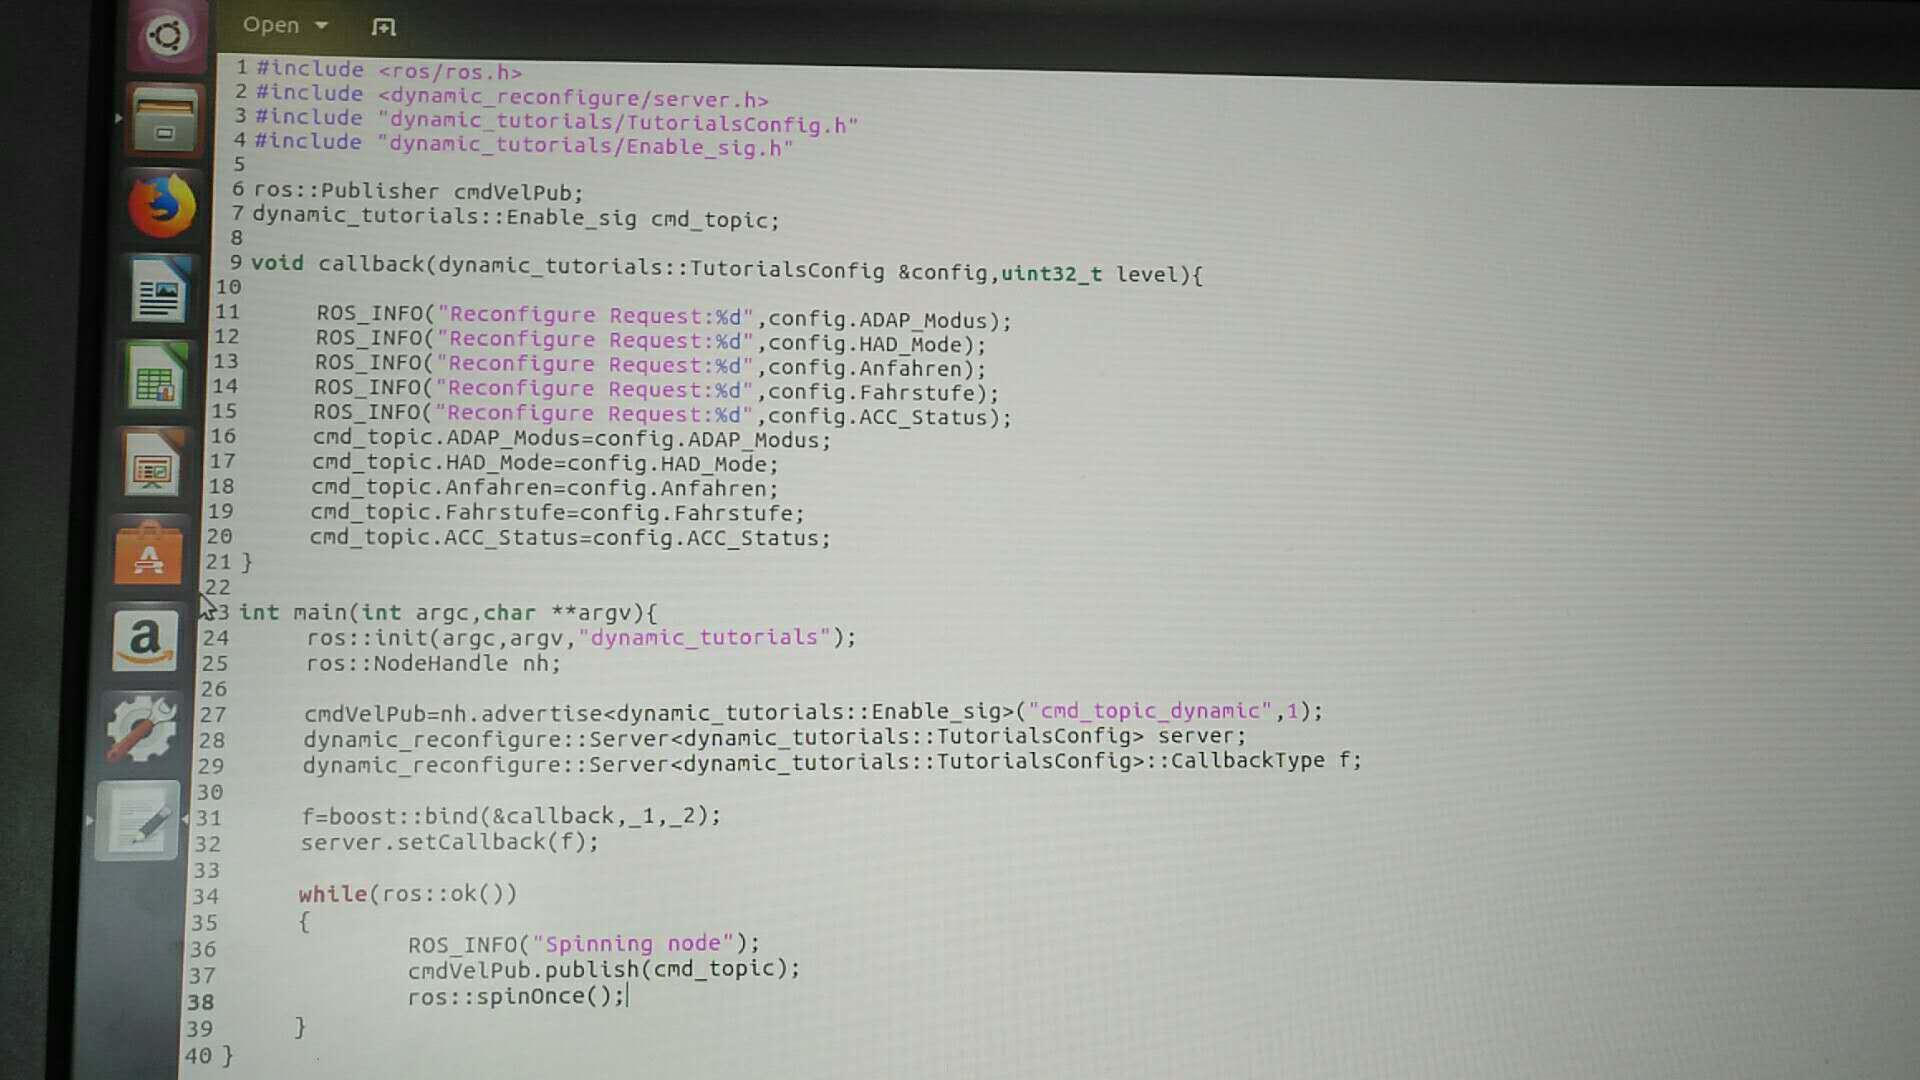 Open
1 #include <ros/ros.h>
2 #include <dynamic_reconfigure/server.h>
3 #include "dynamic_tutorials/TutorialsConfig.h"
4 #include "dynamic_tutorials/Enable_sig.h"
5
6 ros::Publisher cmdVelPub;
7 dynamic_tutorials::Enable_sig cmd_topic;
8
9 void callback(dynamic_tutorials::TutorialsConfig &config,uint32_t level){
10
11 ROS_INFO("Reconfigure Request:%d",config.ADAP_Modus);
12 ROS_INFO("Reconfigure Request:%d",config.HAD_Mode);
13 ROS_INFO("Reconfigure Request:%d",config.Anfahren);
14 ROS_INFO("Reconfigure Request:%d",config.Fahrstufe);
15 ROS_INFO("Reconfigure Request:%d",config.ACC_Status);
16 cmd_topic.ADAP_Modus=config.ADAP_Modus;
17 cmd_topic.HAD_Mode=config.HAD_Mode;
18 cmd_topic.Anfahren=config.Anfahren;
19 cmd_topic.Fahrstufe=config.Fahrstufe;
20 cmd_topic.ACC_Status=config.ACC_Status;
21 }
22
3 int main(int argc,char **argv){
24 ros::init(argc,argv,"dynamic_tutorials");
25 ros::NodeHandle nh;
26
27 cmdVelPub=nh.advertise<dynamic_tutorials::Enable_sig>("cmd_topic_dynamic",1);
28 dynamic_reconfigure::Server<dynamic_tutorials::TutorialsConfig> server;
29 dynamic_reconfigure::Server<dynamic_tutorials::TutorialsConfig>::CallbackType f;
30
31 f=boost::bind(&callback,_1,_2);
32 server.setCallback(f);
33
34 while(ros::ok())
35 {
36 ROS_INFO("Spinning node");
37 cmdVelPub.publish(cmd_topic);
38 ros::spinOnce();
39 }
40 }